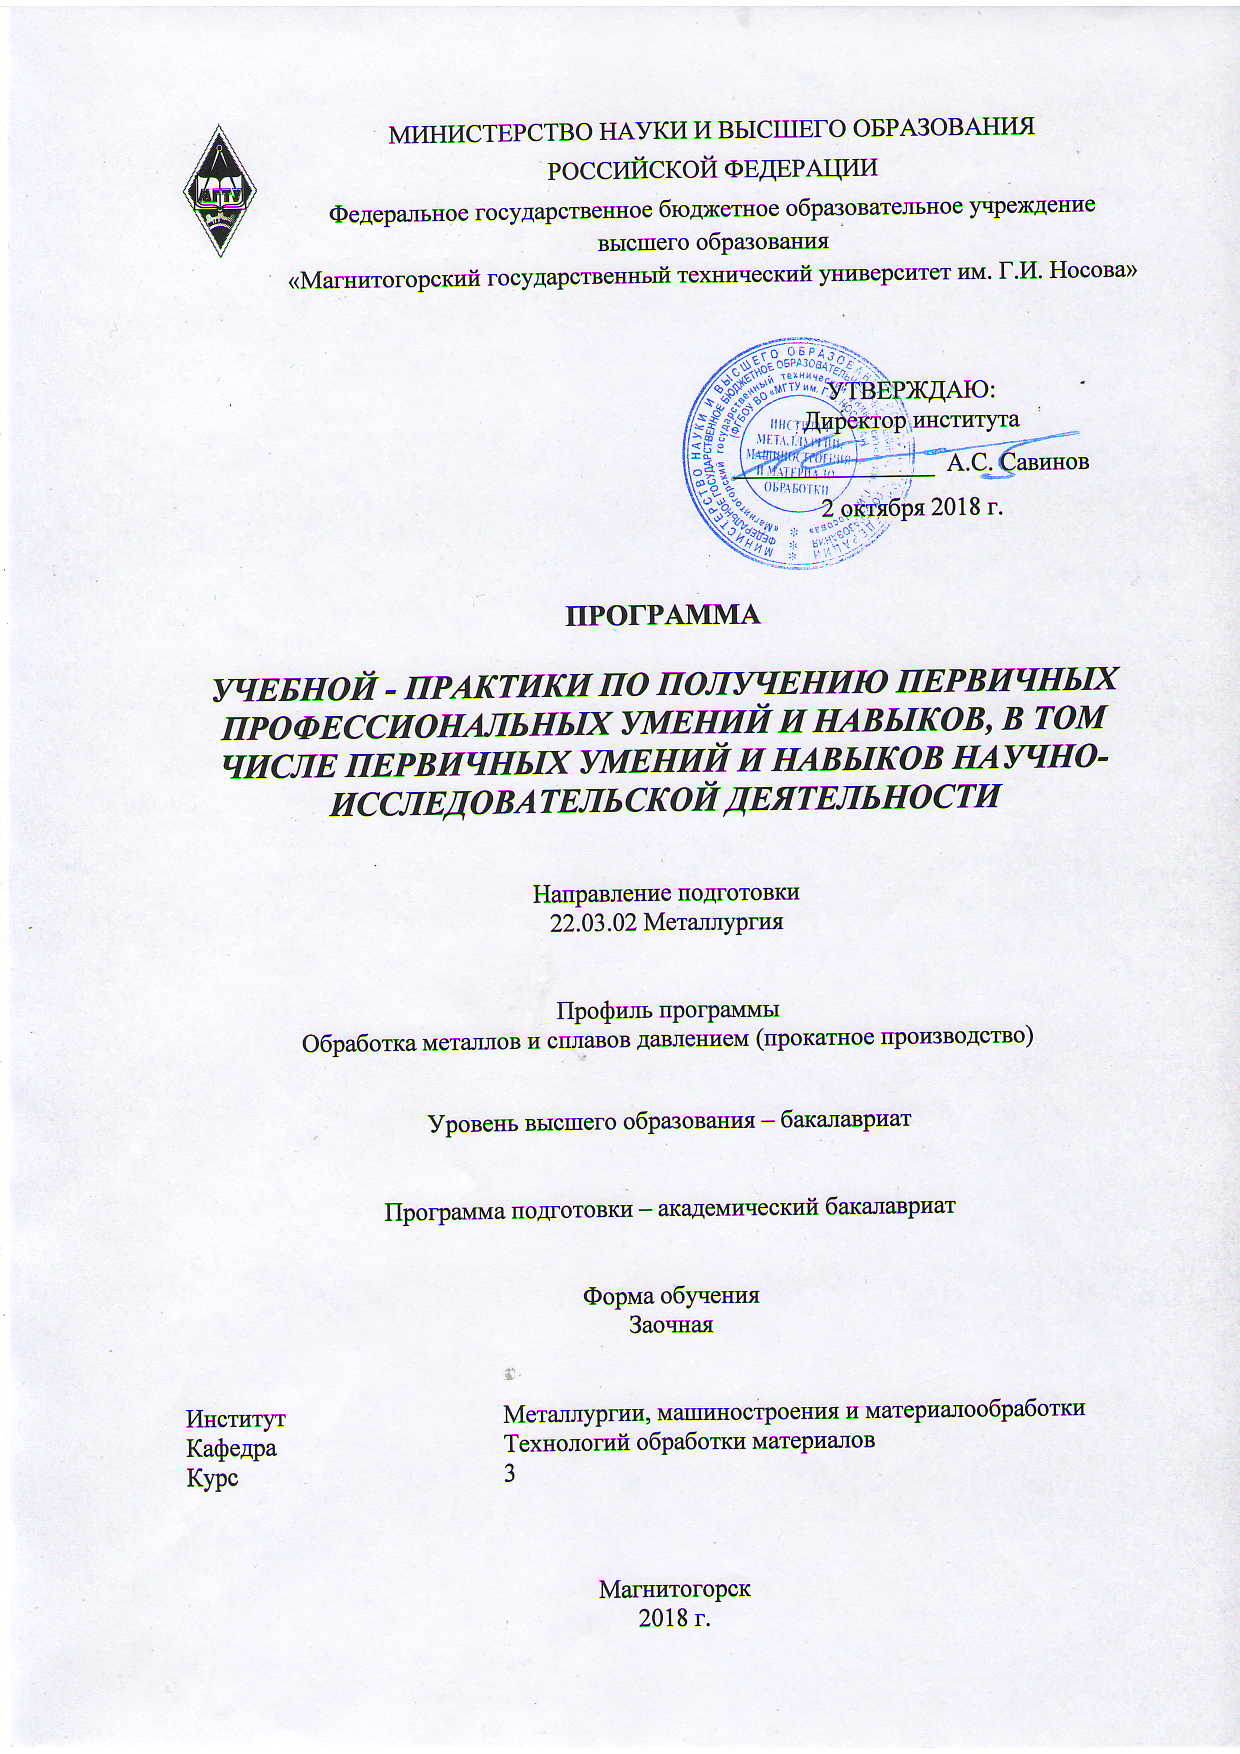 МИНИСТЕРСТВО НАУКИ И ВЫСШЕГО ОБРАЗОВАНИЯ
РОССИЙСКОЙ ФЕДЕРАЦИИ
Федеральное государственное бюджетное образовательное учреждение
высшего образования
«Магнитогорский государственный технический университет им. Г.И. Носова»
МГТУ
УТВЕРЖДАЮ:
Директор института
А.С. Савинов
2 октября 2018 г.
ПРОГРАММА
УЧЕБНОЙ - ПРАКТИКИ ПО ПОЛУЧЕНИЮ ПЕРВИЧНЫХ
ПРОФЕССИОНАЛЬНЫХ УМЕНИЙ И НАВЫКОВ, В ТОМ
ЧИСЛЕ ПЕРВИЧНЫХ УМЕНИЙ И НАВЫКОВ НАУЧНО-
ИССЛЕДОВАТЕЛЬСКОЙ ДЕЯТЕЛЬНОСТИ
Направление подготовки
22.03.02 Металлургия
Профиль программы
Обработка металлов и сплавов давлением (прокатное производство)
Уровень высшего образования – бакалавриат
Программа подготовки – академический бакалавриат
Форма обучения
Заочная
Институт Металлургии, машиностроения и материалообработки
Кафедра Технологий обработки материалов
Курс 3
Магнитогорск
2018 г.